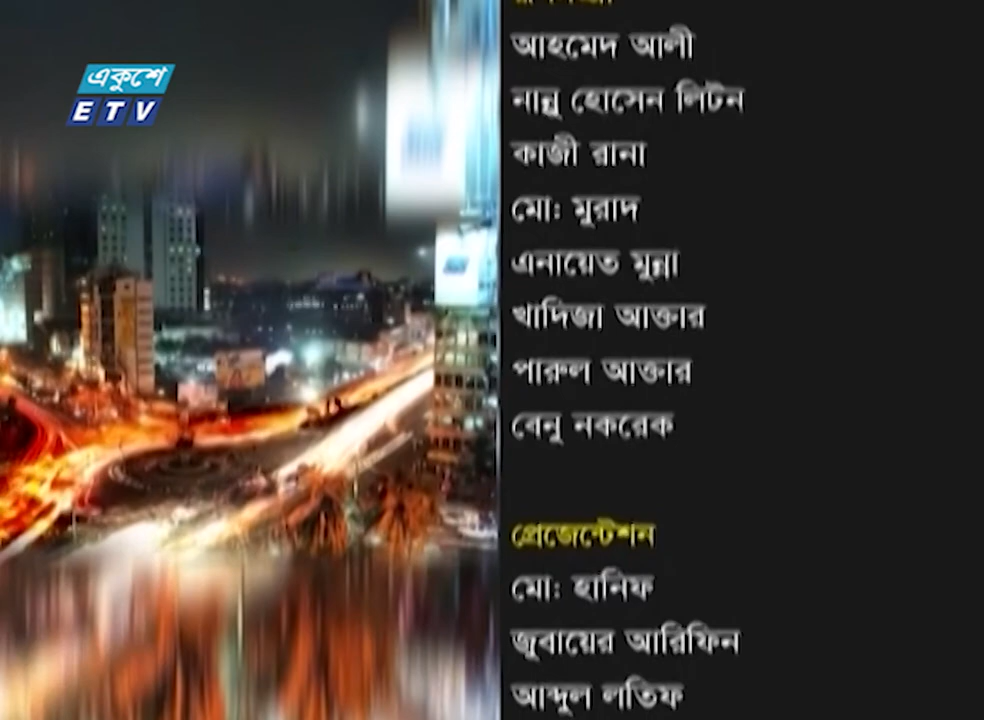 একুশে
ETV
আহমেদ আলী
নান্নু হোসেন লিটন
কাজী রানা
মো: মুরাদ
এনায়েত মুন্না
খাদিজা আক্তার
পারুল আক্তার
বেনু নকরেক
প্রেজেন্টেশন
মো: হানিফ
জুবায়ের আরিফিন
আব্দুল লতিফ